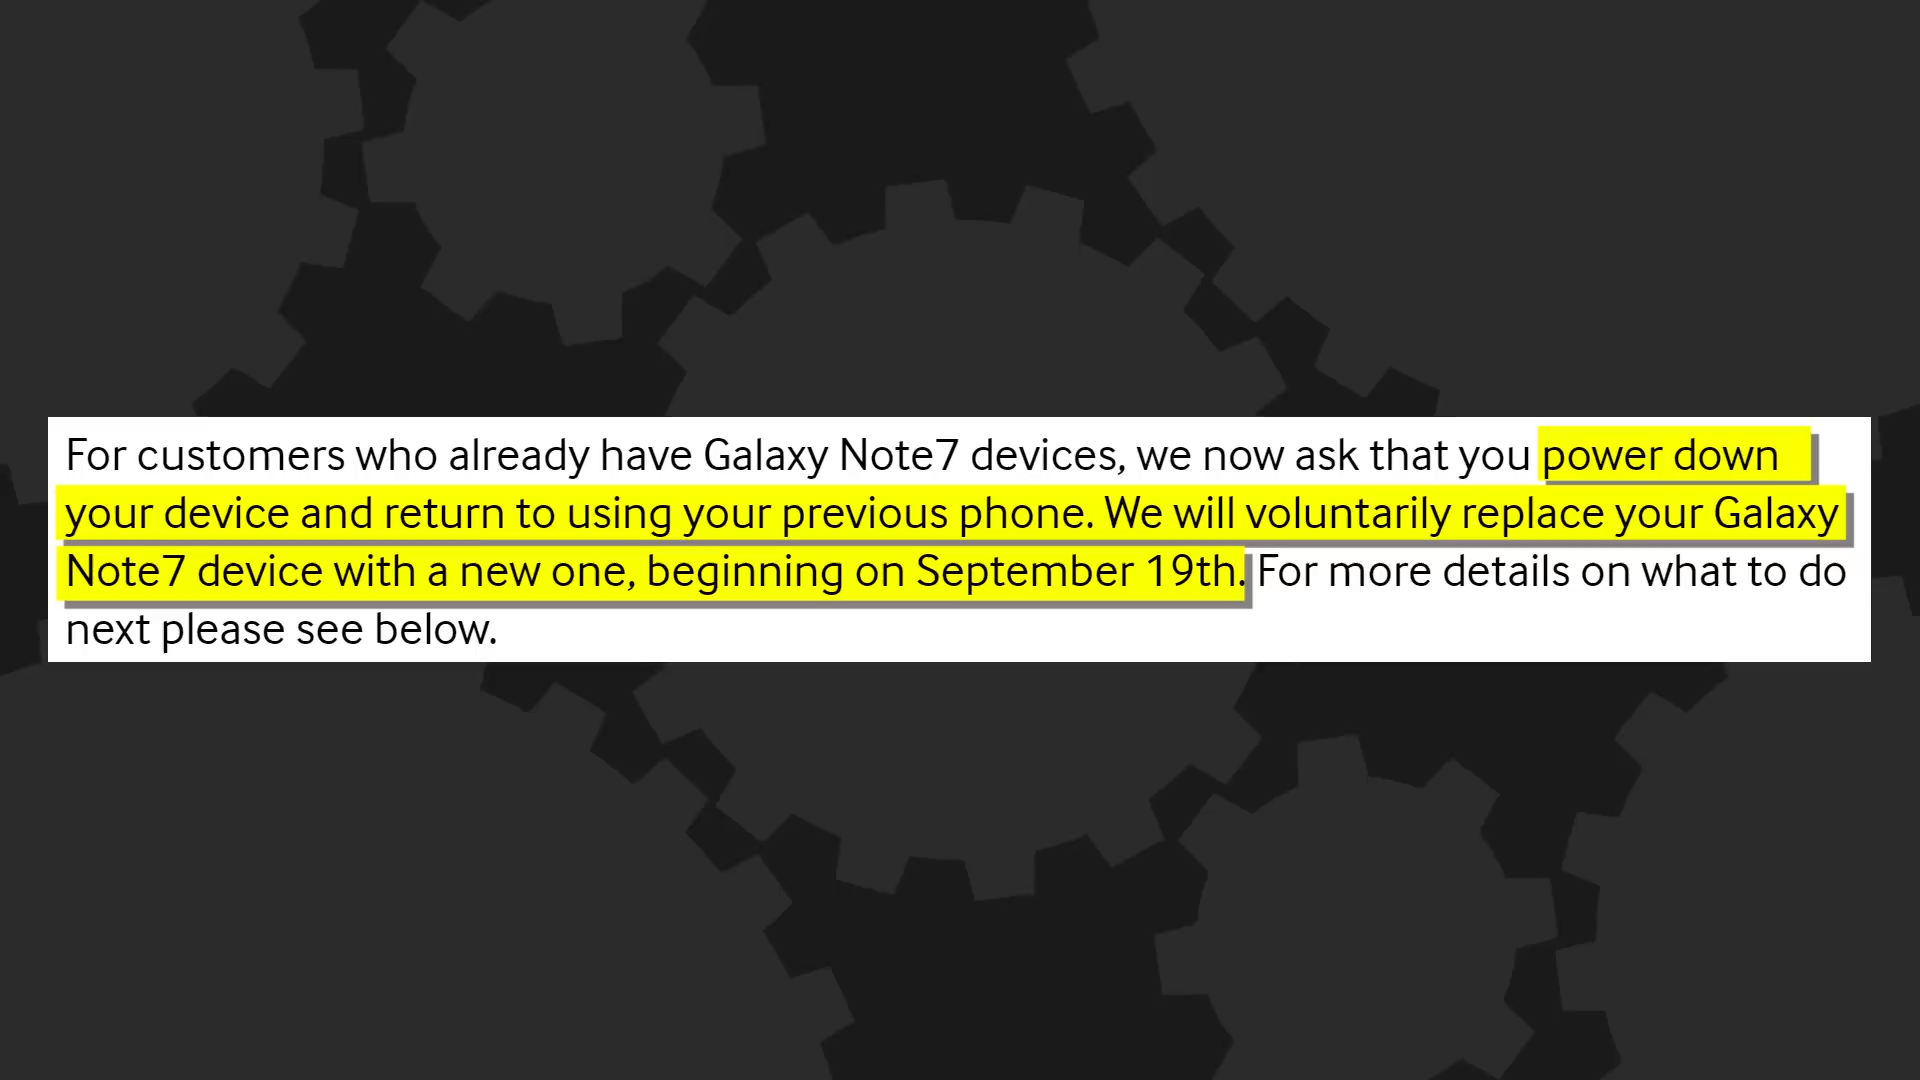 For customers who already have Galaxy Note7 devices, we now ask that you power down
your device and return to using your previous phone. We will voluntarily replace your Galaxy
Note7 device with a new one, beginning on September 19th. For more details on what to do
next please see below.